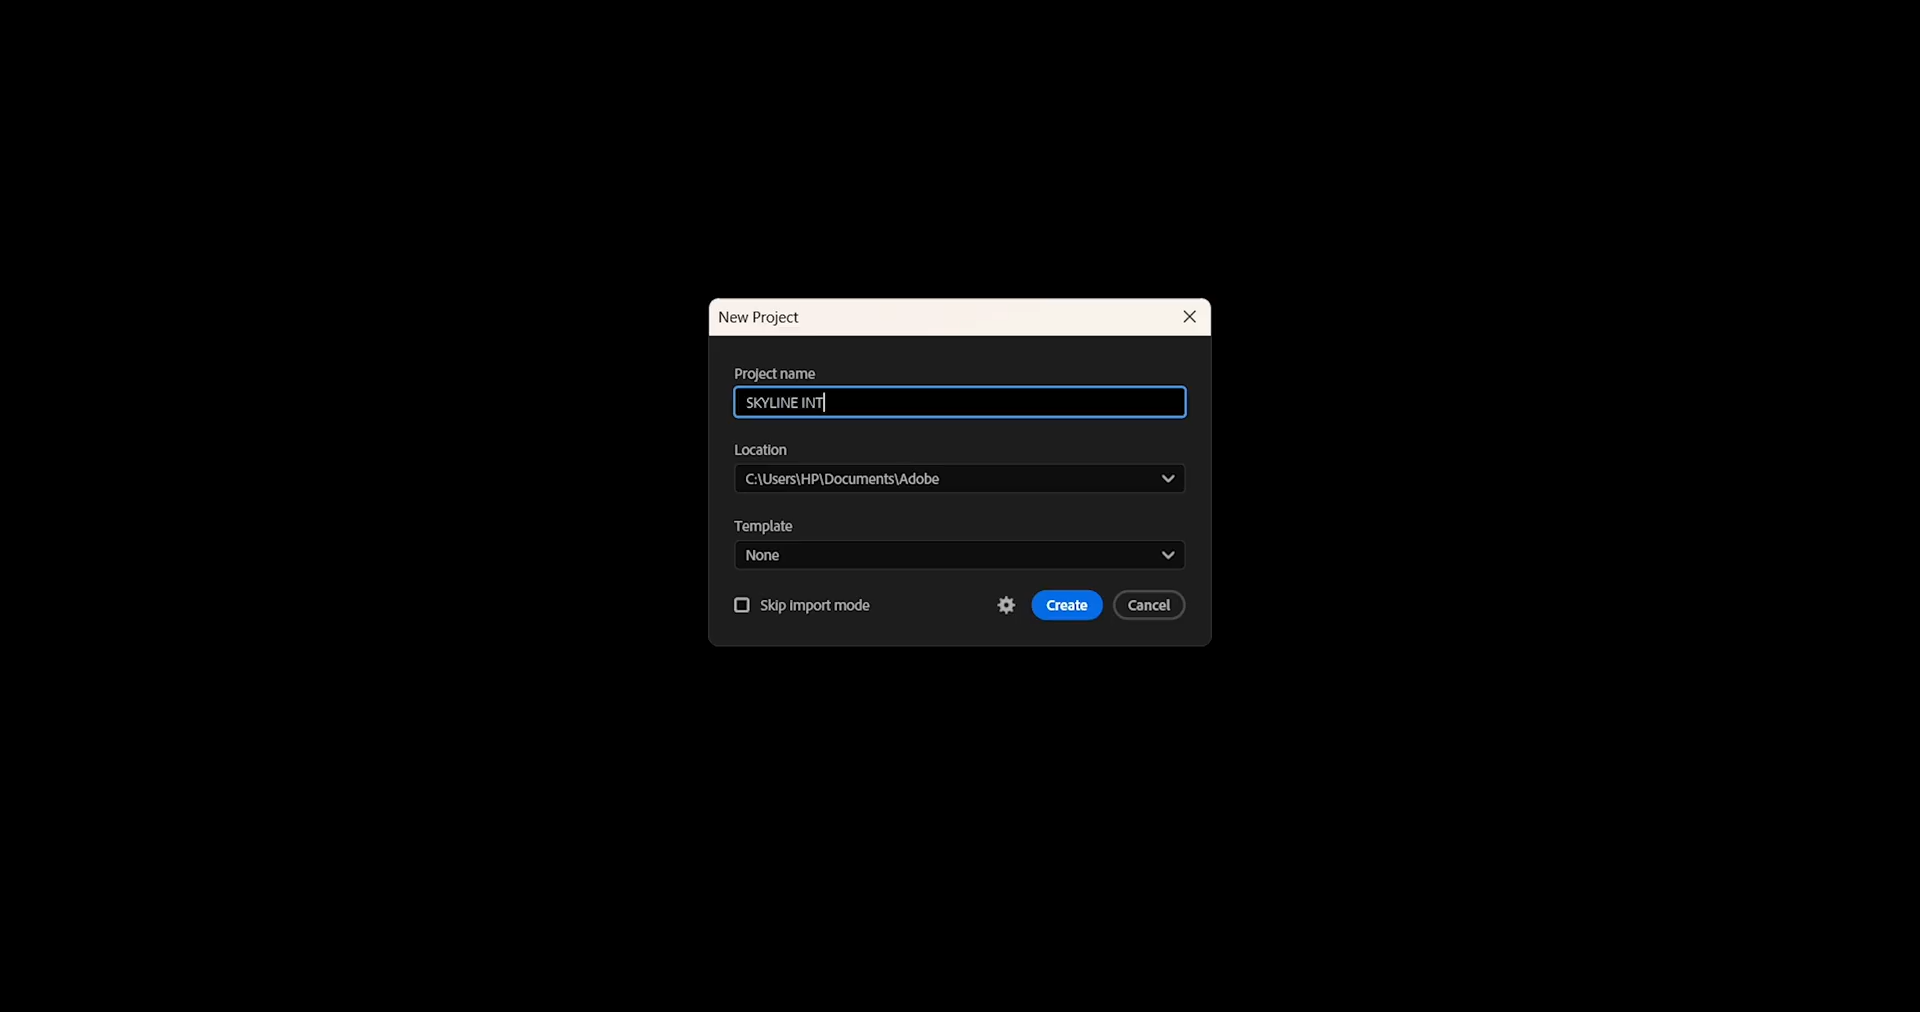 New Project
Project name
SKYLINE INT
Location
C:\Users\HP\Documents\Adobe
Template
None
Skip Import mode
Create
Cancel